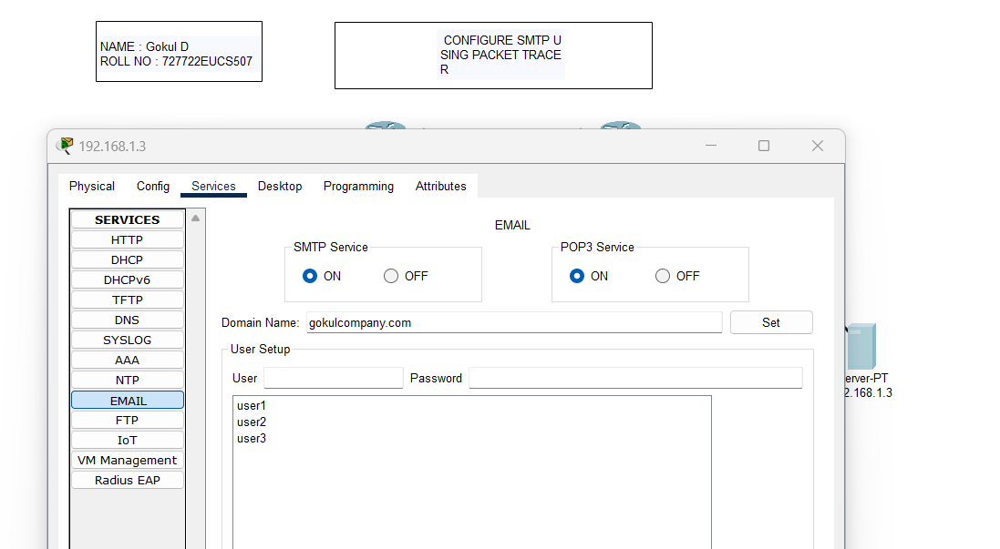 NAME : Gokul D
ROLL NO : 727722EUCS507
CONFIGURE SMTP U
SING PACKET TRACE
R
192.168.1.3
Physical Config Services Desktop Programming Attributes
SERVICES
HTTP
DHCP
DHCPv6
TFTP
DNS
SYSLOG
AAA
NTP
EMAIL
FTP
IoT
VM Management
Radius EAP
EMAIL
SMTP Service
ON OFF
POP3 Service
ON OFF
Domain Name: gokulcompany.com Set
User Setup
User Password
user1
user2
user3
erver-PT
2.168.1.3